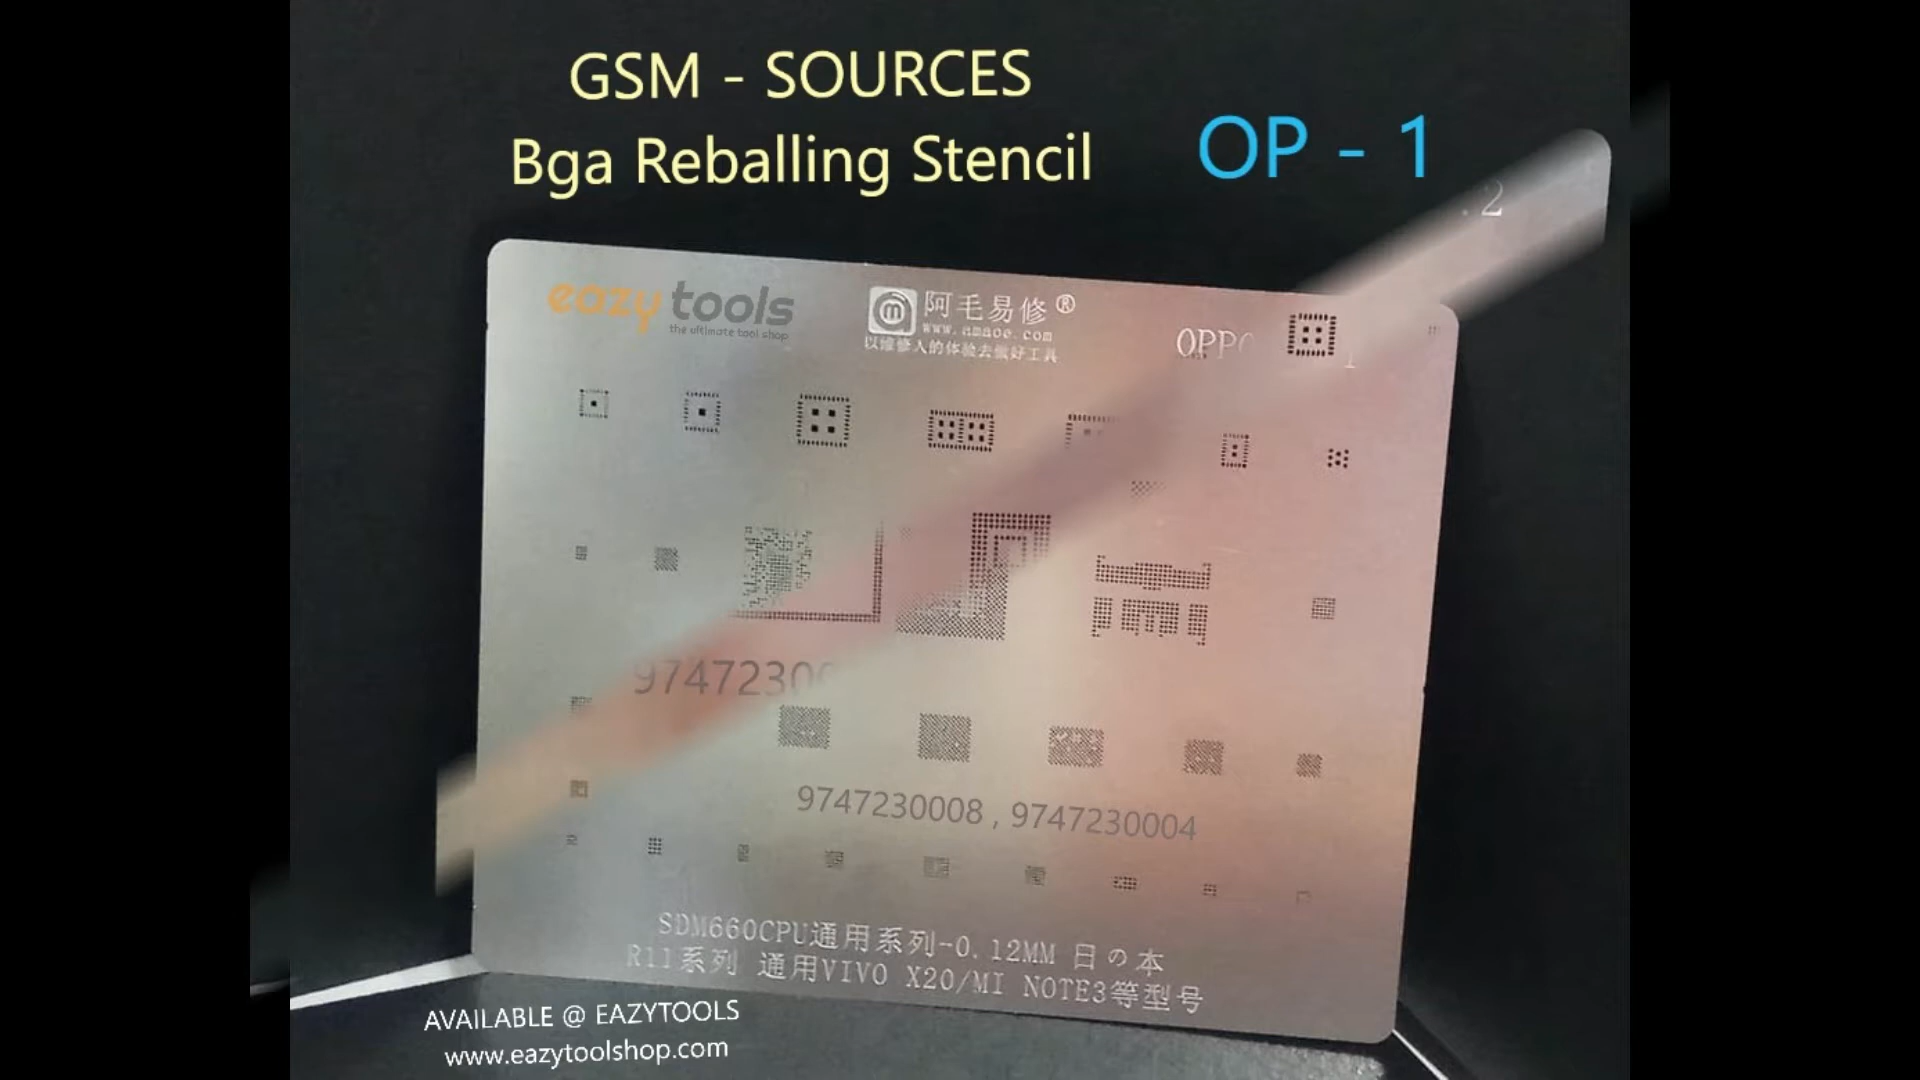 GSM - SOURCES
Bga Reballing Stencil
OP - 1
.2
eazy tools
the ultimate tool shop
阿毛易修®
www.amaoe.com
以维修人的体验去做好工具
OPPO
1
97472300
9747230008 , 9747230004
SDM660CPU通用系列-0.12MM 日の本
R11系列 通用VIVO X20/MI NOTE3等型号
AVAILABLE @ EAZYTOOLS
www.eazytoolshop.com